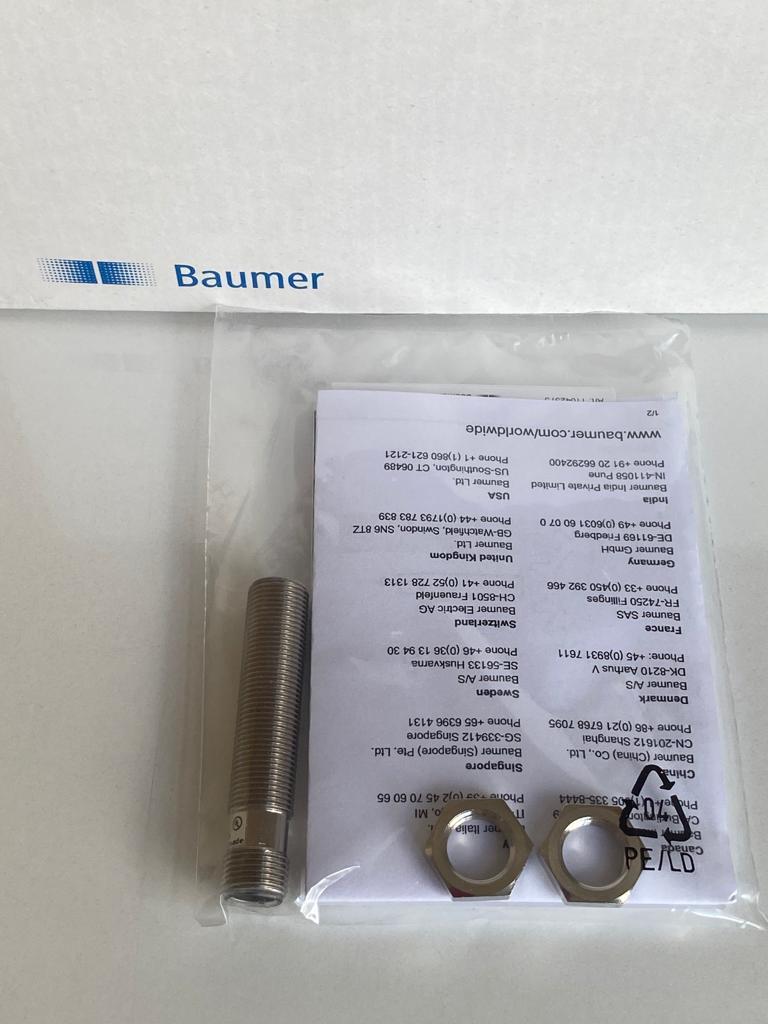 Baumer
1/2
www.baumer.com/worldwide
India
Baumer India Private Limited
IN-411058 Pune
Phone +91 20 66292400
USA
Baumer Ltd.
US-Southington, CT 06489
Phone +1 (1)860 621-2121
Germany
Baumer GmbH
DE-61169 Friedberg
Phone +49 (0)6031 60 07 0
United Kingdom
Baumer Ltd.
GB-Watchfield, Swindon, SN6 8TZ
Phone +44 (0)1793 783 839
France
Baumer SAS
FR-74250 Fillinges
Phone +33 (0)450 392 466
Switzerland
Baumer Electric AG
CH-8501 Frauenfeld
Phone +41 (0)52 728 1313
Denmark
Baumer A/S
DK-8210 Aarhus V
Phone: +45 (0)8931 7611
Sweden
Baumer A/S
SE-56133 Huskvarna
Phone +46 (0)36 13 94 30
China
Baumer (China) Co., Ltd.
CN-201612 Shanghai
Phone +86 (0)21 6768 7095
Singapore
Baumer (Singapore) Pte. Ltd.
SG-339412 Singapore
Phone +65 6396 4131
Canada
04
PE/LD